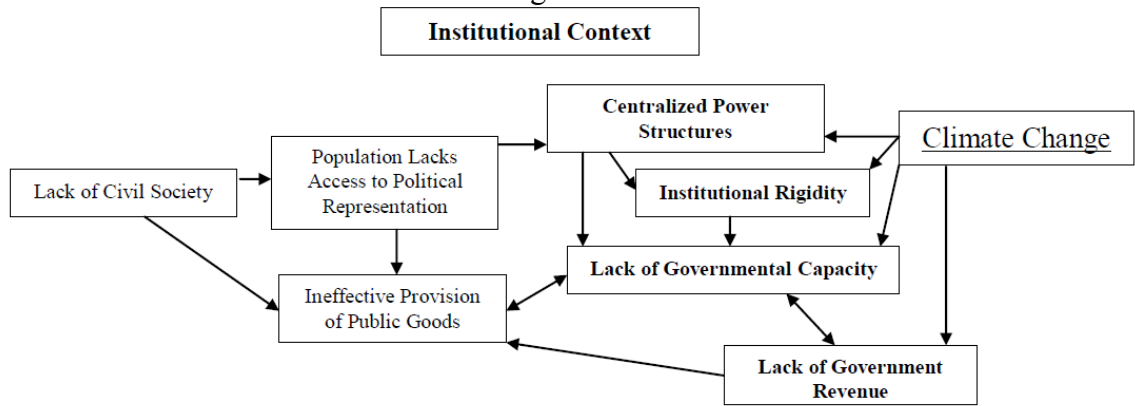 Institutional Context
Centralized Power
Structures
Climate Change
Population Lacks
Access to Political
Representation
Lack of Civil Society
Institutional Rigidity
Lack of Governmental Capacity
Ineffective Provision
of Public Goods
Lack of Government
Revenue